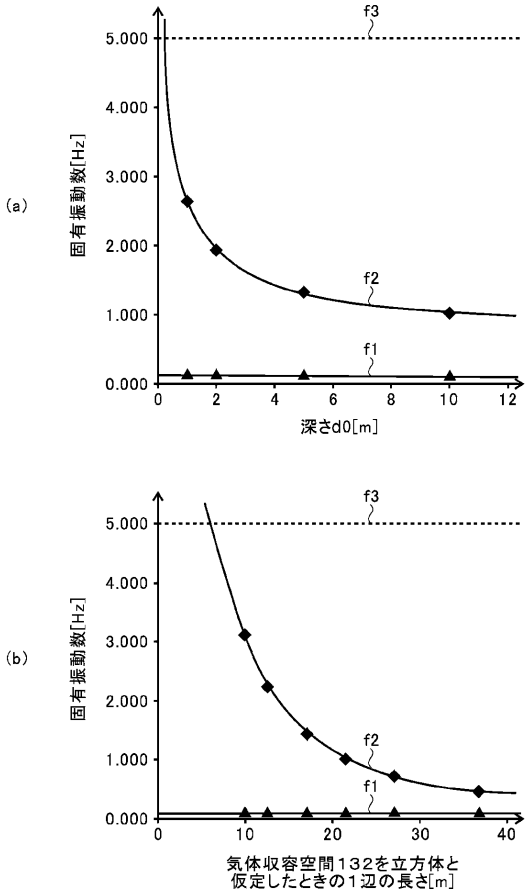 (a)
固有振動数[Hz]
5.000
4.000
3.000
2.000
1.000
0.000
f3
f2
f1
0 2 4 6 8 10 12
深さd0[m]
(b)
固有振動数[Hz]
5.000
4.000
3.000
2.000
1.000
0.000
f3
f2
f1
0 10 20 30 40
気体収容空間132を立方体と
仮定したときの1辺の長さ[m]